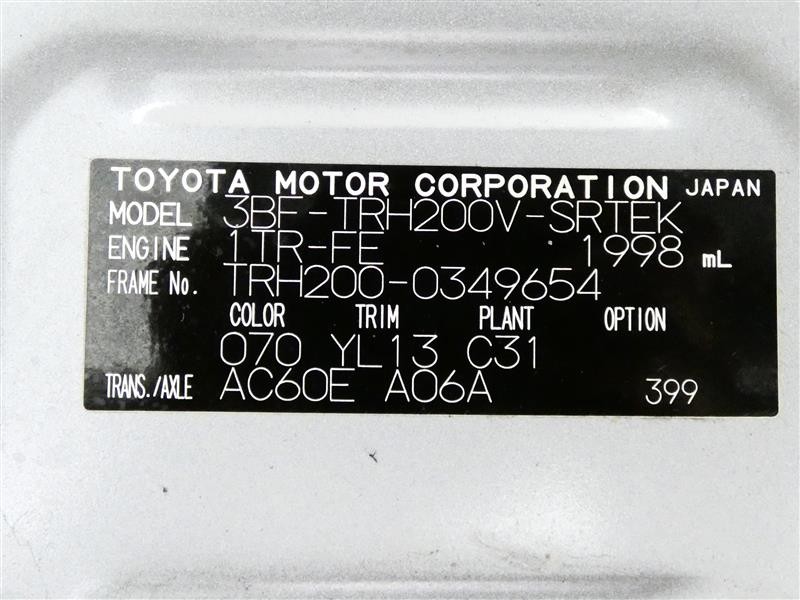 TOYOTA MOTOR CORPORATION JAPAN
MODEL 3BF-TRH200V-SRTEK
ENGINE 1TR-FE 1998 mL
FRAME No. TRH200-0349654
COLOR TRIM PLANT OPTION
070 YL13 C31
TRANS./AXLE AC60E A06A 399